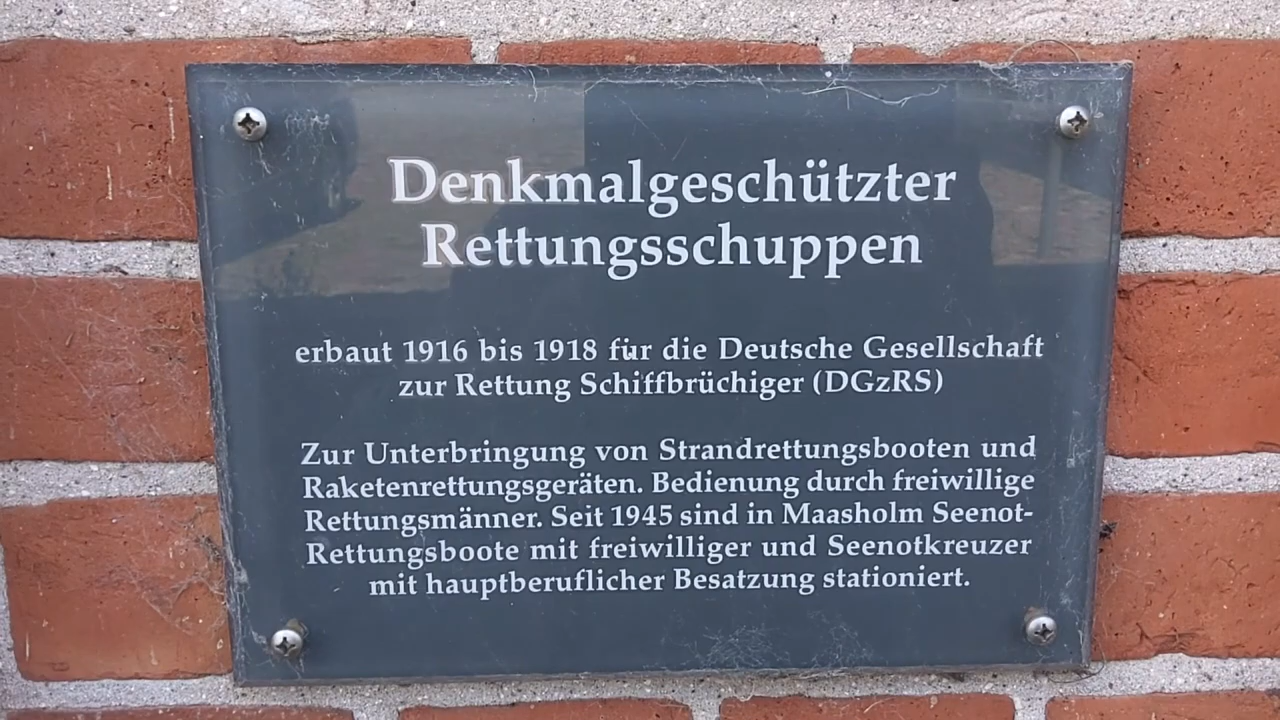 Denkmalgeschützter
Rettungsschuppen
erbaut 1916 bis 1918 für die Deutsche Gesellschaft
zur Rettung Schiffbrüchiger (DGzRS)
Zur Unterbringung von Strandrettungsbooten und
Raketenrettungsgeräten. Bedienung durch freiwillige
Rettungsmänner. Seit 1945 sind in Maasholm Seenot-
Rettungsboote mit freiwilliger und Seenotkreuzer
mit hauptberuflicher Besatzung stationiert.